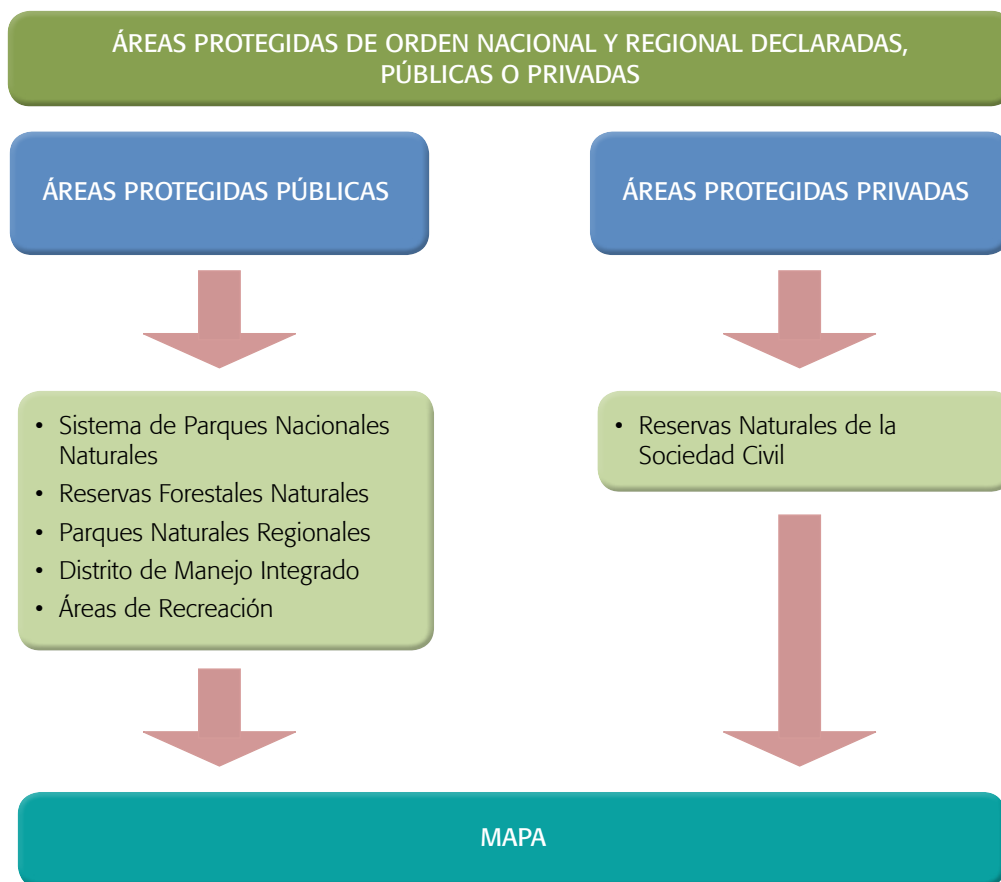 ÁREAS PROTEGIDAS DE ORDEN NACIONAL Y REGIONAL DECLARADAS,
PÚBLICAS O PRIVADAS
ÁREAS PROTEGIDAS PÚBLICAS
ÁREAS PROTEGIDAS PRIVADAS
• Sistema de Parques Nacionales
Naturales
• Reservas Forestales Naturales
• Parques Naturales Regionales
• Distrito de Manejo Integrado
• Áreas de Recreación
• Reservas Naturales de la
Sociedad Civil
MAPA